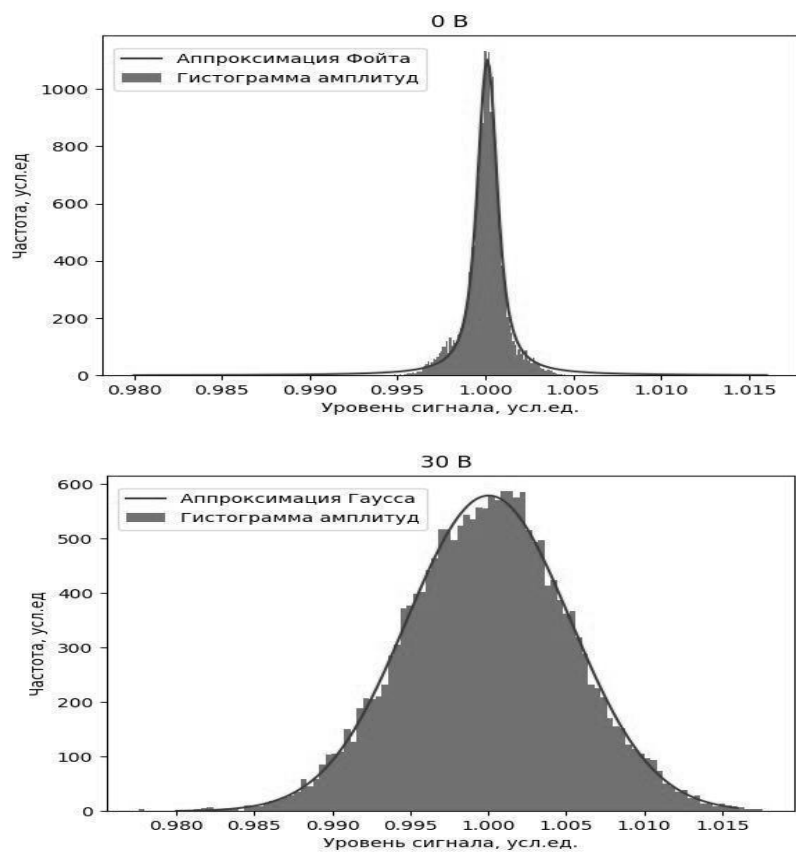 0 В
Аппроксимация Фойта
Гистограмма амплитуд
1000
800
600
400
200
0
Частота, усл.ед
0.980 0.985 0.990 0.995 1.000 1.005 1.010 1.015
Уровень сигнала, усл.ед.
30 В
Аппроксимация Гаусса
Гистограмма амплитуд
600
500
400
300
200
100
0
Частота, усл.ед
0.980 0.985 0.990 0.995 1.000 1.005 1.010 1.015
Уровень сигнала, усл.ед.